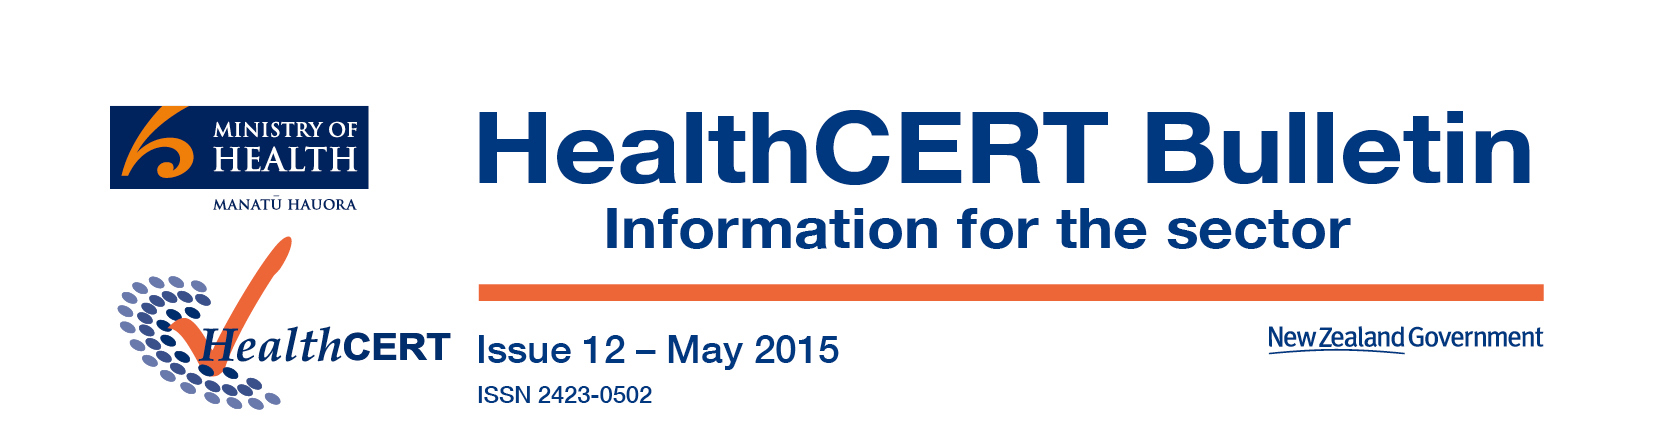 MINISTRY OF
HEALTH
MANATŪ HAUORA
HealthCERT
HealthCERT Bulletin
Information for the sector
Issue 12 – May 2015
ISSN 2423-0502
New Zealand Government